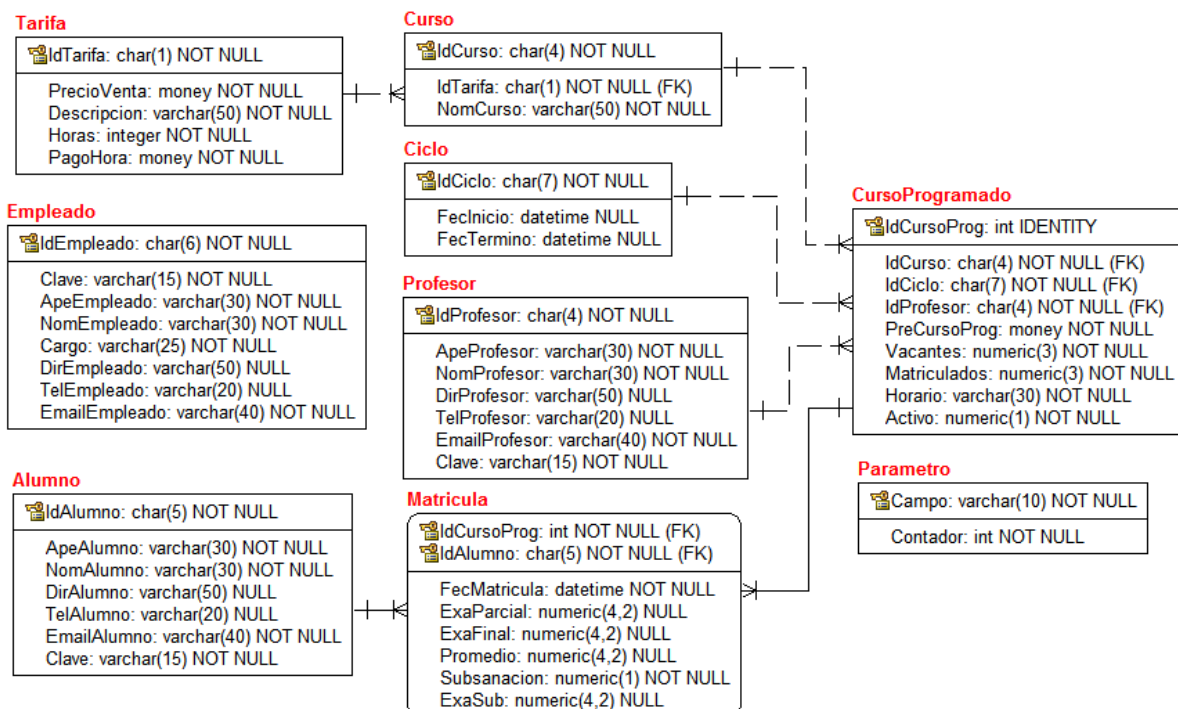 Tarifa
IdTarifa: char(1) NOT NULL
PrecioVenta: money NOT NULL
Descripcion: varchar(50) NOT NULL
Horas: integer NOT NULL
PagoHora: money NOT NULL
Curso
IdCurso: char(4) NOT NULL
IdTarifa: char(1) NOT NULL (FK)
NomCurso: varchar(50) NOT NULL
Ciclo
IdCiclo: char(7) NOT NULL
FecInicio: datetime NULL
FecTermino: datetime NULL
Empleado
IdEmpleado: char(6) NOT NULL
Clave: varchar(15) NOT NULL
ApeEmpleado: varchar(30) NOT NULL
NomEmpleado: varchar(30) NOT NULL
Cargo: varchar(25) NOT NULL
DirEmpleado: varchar(50) NOT NULL
TelEmpleado: varchar(20) NOT NULL
EmailEmpleado: varchar(40) NOT NULL
Profesor
IdProfesor: char(4) NOT NULL
ApeProfesor: varchar(30) NOT NULL
NomProfesor: varchar(30) NOT NULL
DirProfesor: varchar(50) NOT NULL
TelProfesor: varchar(20) NOT NULL
EmailProfesor: varchar(40) NOT NULL
Clave: varchar(15) NOT NULL
CursoProgramado
IdCursoProg: int IDENTITY
IdCurso: char(4) NOT NULL (FK)
IdCiclo: char(7) NOT NULL (FK)
IdProfesor: char(4) NOT NULL (FK)
PreCursoProg: money NOT NULL
Vacantes: numeric(3) NOT NULL
Matriculados: numeric(3) NOT NULL
Horario: varchar(30) NOT NULL
Activo: numeric(1) NOT NULL
Alumno
IdAlumno: char(5) NOT NULL
ApeAlumno: varchar(30) NOT NULL
NomAlumno: varchar(30) NOT NULL
DirAlumno: varchar(50) NULL
TelAlumno: varchar(20) NULL
EmailAlumno: varchar(40) NOT NULL
Clave: varchar(15) NOT NULL
Matricula
IdCursoProg: int NOT NULL (FK)
IdAlumno: char(5) NOT NULL (FK)
FecMatricula: datetime NOT NULL
ExaParcial: numeric(4,2) NULL
ExaFinal: numeric(4,2) NULL
Promedio: numeric(4,2) NULL
Subsanacion: numeric(1) NOT NULL
ExaSub: numeric(4,2) NULL
Parametro
Campo: varchar(10) NOT NULL
Contador: int NOT NULL